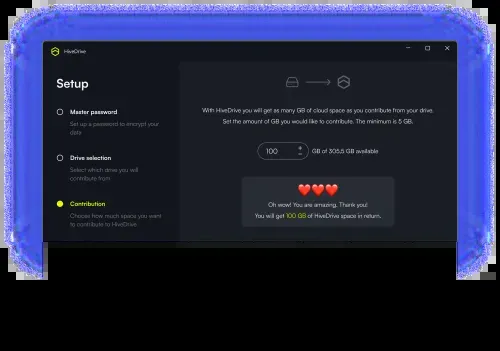 HiveDrive
Setup
Master password
Set up a password to encrypt your
data
Drive selection
Select which drive you will
contribute from
Contribution
Choose how much space you want
to contribute to HiveDrive
With HiveDrive you will get as many GB of cloud space as you contribute from your drive.
Set the amount of GB you would like to contribute. The minimum is 5 GB.
100 GB of 305.5 GB available
Oh wow! You are amazing. Thank you!
You will get 100 GB of HiveDrive space in return.